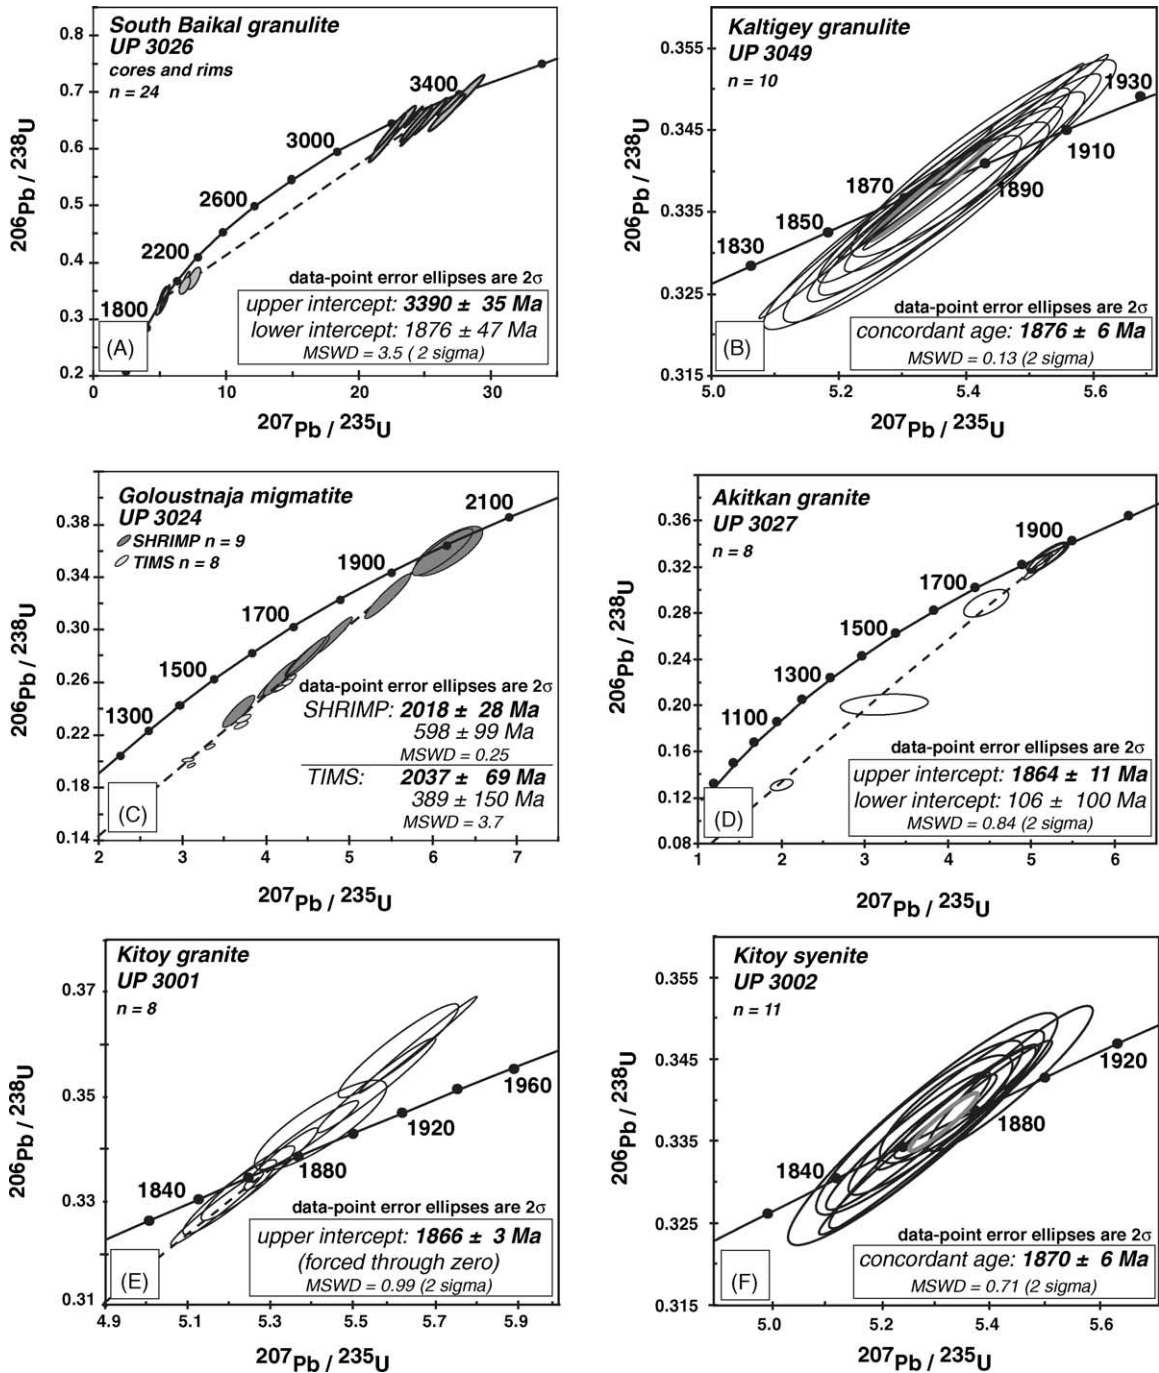 South Baikal granulite
UP 3026
cores and rims
n = 24
0.8
0.7
0.6
0.5
0.4
0.3
0.2
3400
3000
2600
2200
1800
data-point error ellipses are 2σ
upper intercept: 3390 ± 35 Ma
lower intercept: 1876 ± 47 Ma
MSWD = 3.5 ( 2 sigma)
(A)
0 10 20 30
207Pb / 235U
206Pb / 238U
Kaltigey granulite
UP 3049
n = 10
0.355
0.345
0.335
0.325
0.315
1930
1910
1890
1870
1850
1830
data-point error ellipses are 2σ
concordant age: 1876 ± 6 Ma
MSWD = 0.13 (2 sigma)
(B)
5.0 5.2 5.4 5.6
207Pb / 235U
206Pb / 238U
Goloustnaja migmatite
UP 3024
SHRIMP n = 9
TIMS n = 8
0.38
0.34
0.30
0.26
0.22
0.18
0.14
2100
1900
1700
1500
1300
data-point error ellipses are 2σ
SHRIMP: 2018 ± 28 Ma
598 ± 99 Ma
MSWD = 0.25
TIMS: 2037 ± 69 Ma
389 ± 150 Ma
MSWD = 3.7
(C)
2 3 4 5 6 7
207Pb / 235U
206Pb / 238U
Akitkan granite
UP 3027
n = 8
0.36
0.32
0.28
0.24
0.20
0.16
0.12
0.08
1900
1700
1500
1300
1100
data-point error ellipses are 2σ
upper intercept: 1864 ± 11 Ma
lower intercept: 106 ± 100 Ma
MSWD = 0.84 (2 sigma)
(D)
1 2 3 4 5 6
207Pb / 235U
206Pb / 238U
Kitoy granite
UP 3001
n = 8
0.37
0.35
0.33
0.31
1960
1920
1880
1840
data-point error ellipses are 2σ
upper intercept: 1866 ± 3 Ma
(forced through zero)
MSWD = 0.99 (2 sigma)
(E)
4.9 5.1 5.3 5.5 5.7 5.9
207Pb / 235U
206Pb / 238U
Kitoy syenite
UP 3002
n = 11
0.355
0.345
0.335
0.325
0.315
1920
1880
1840
data-point error ellipses are 2σ
concordant age: 1870 ± 6 Ma
MSWD = 0.71 (2 sigma)
(F)
5.0 5.2 5.4 5.6
207Pb / 235U
206Pb / 238U